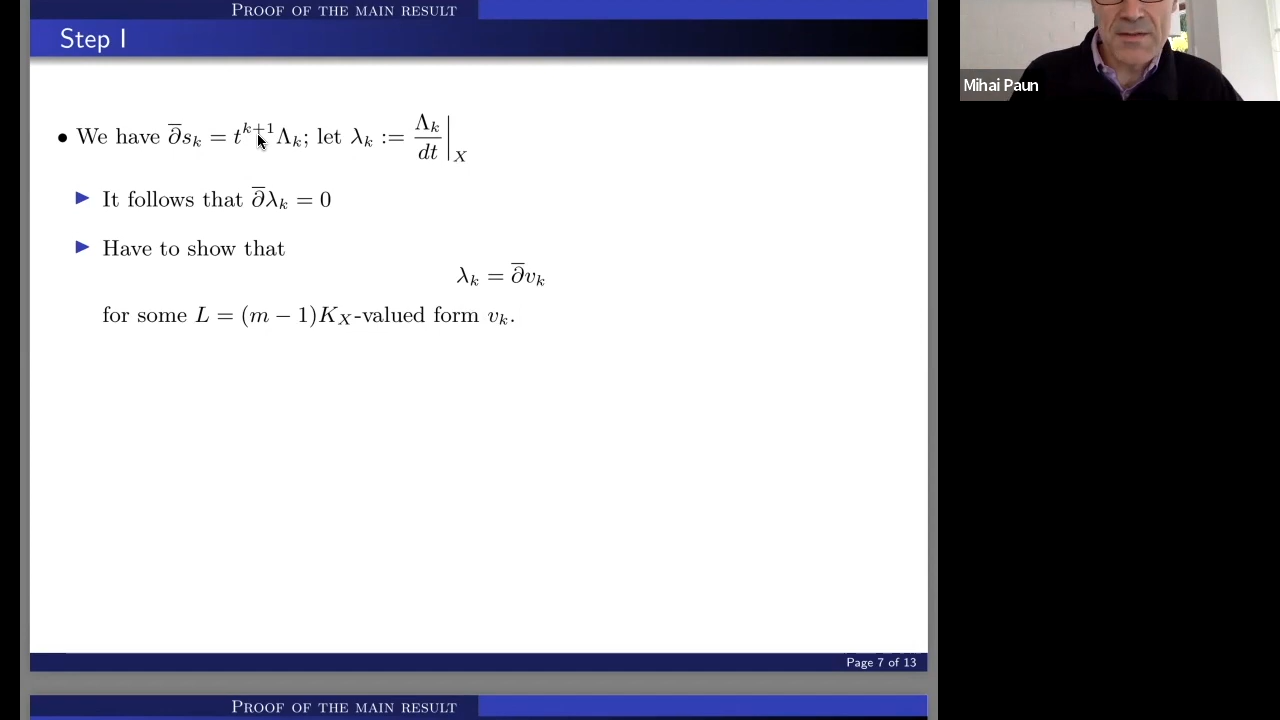 PROOF OF THE MAIN RESULT
Step I
• We have ∂̅s_k = t^{k+1}Λ_k; let λ_k := Λ_k/dt|_X
▶ It follows that ∂̅λ_k = 0
▶ Have to show that
λ_k = ∂̅v_k
for some L = (m − 1)K_X-valued form v_k.
Page 7 of 13
PROOF OF THE MAIN RESULT
Mihai Paun